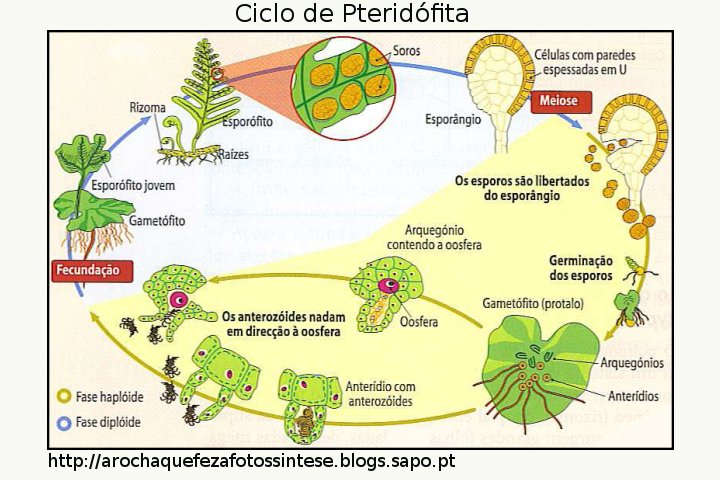 Ciclo de Pteridófita
Soros
Células com paredes
espessadas em U
Meiose
Rizoma
Esporófito
Esporângio
Raízes
Esporófito jovem
Os esporos são libertados
do esporângio
Gametófito
Arquegónio
contendo a oosfera
Fecundação
Germinação
dos esporos
Gametófito (protalo)
Os anterozóides nadam
em direcção à oosfera
Oosfera
Arquegónios
Anterídio com
anterozóides
Anterídios
Fase haplóide
Fase diplóide
http://arochaquefezafotossintese.blogs.sapo.pt